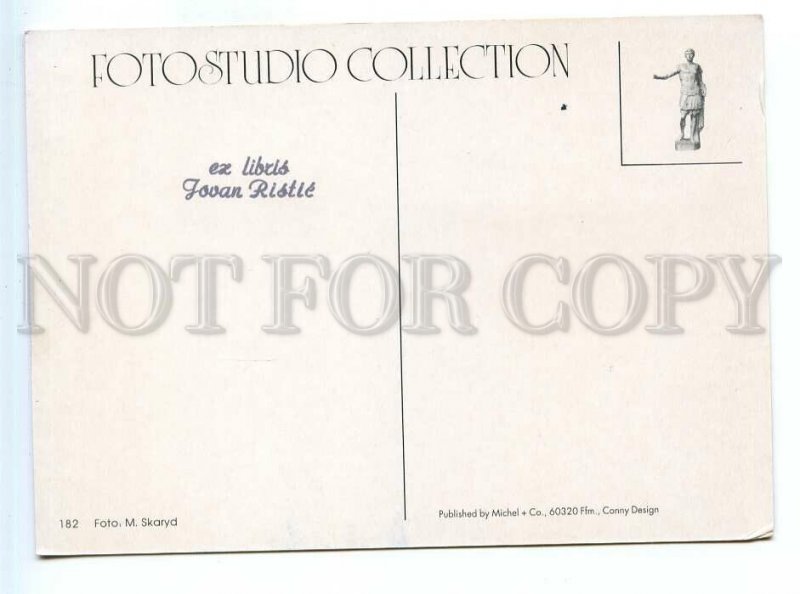 FOTOSTUDIO COLLECTION
ex libris
Jovan Ristić
NOT FOR COPY
182 Foto: M. Skaryd
Published by Michel + Co., 60320 Ffm., Conny Design